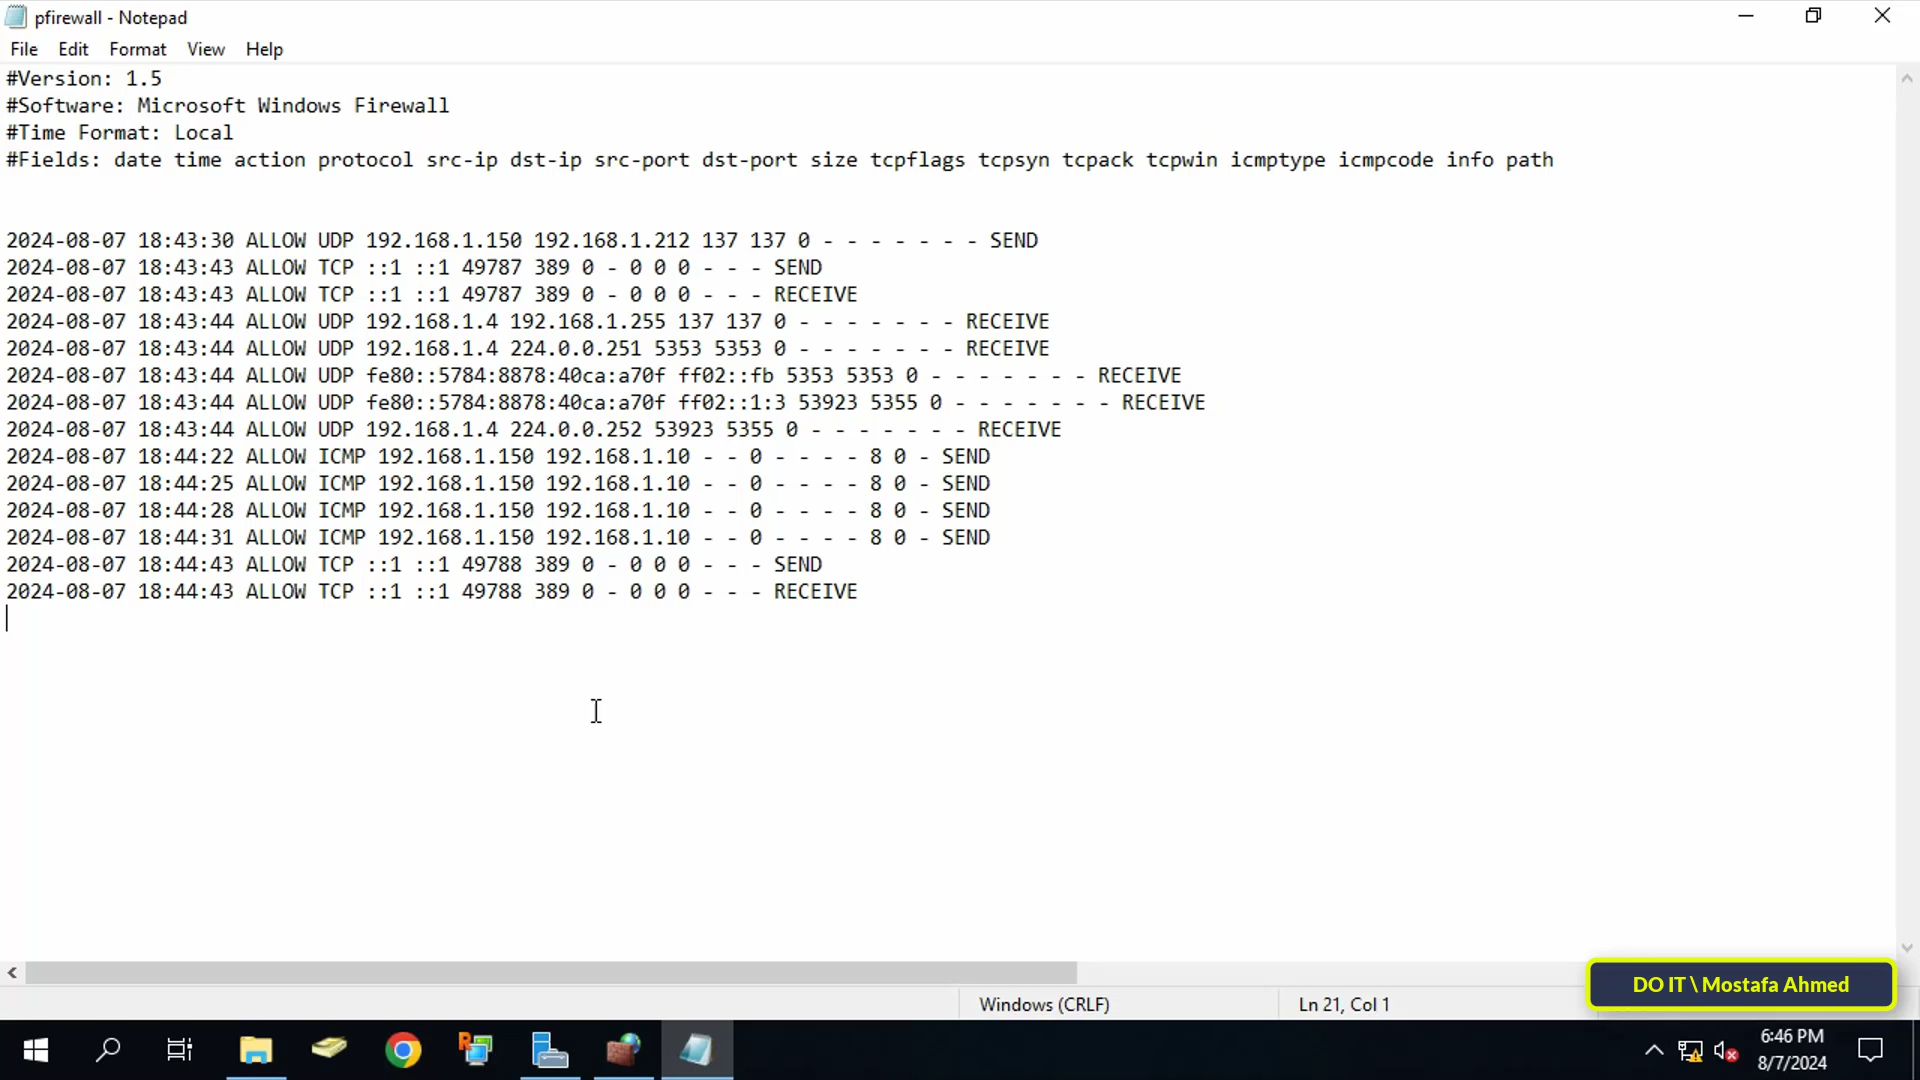 pfirewall - Notepad
File Edit Format View Help
#Version: 1.5
#Software: Microsoft Windows Firewall
#Time Format: Local
#Fields: date time action protocol src-ip dst-ip src-port dst-port size tcpflags tcpsyn tcpack tcpwin icmptype icmpcode info path
2024-08-07 18:43:30 ALLOW UDP 192.168.1.150 192.168.1.212 137 137 0 - - - - - - - SEND
2024-08-07 18:43:43 ALLOW TCP ::1 ::1 49787 389 0 - 0 0 0 - - - SEND
2024-08-07 18:43:43 ALLOW TCP ::1 ::1 49787 389 0 - 0 0 0 - - - RECEIVE
2024-08-07 18:43:44 ALLOW UDP 192.168.1.4 192.168.1.255 137 137 0 - - - - - - - RECEIVE
2024-08-07 18:43:44 ALLOW UDP 192.168.1.4 224.0.0.251 5353 5353 0 - - - - - - - RECEIVE
2024-08-07 18:43:44 ALLOW UDP fe80::5784:8878:40ca:a70f ff02::fb 5353 5353 0 - - - - - - - RECEIVE
2024-08-07 18:43:44 ALLOW UDP fe80::5784:8878:40ca:a70f ff02::1:3 53923 5355 0 - - - - - - - RECEIVE
2024-08-07 18:43:44 ALLOW UDP 192.168.1.4 224.0.0.252 53923 5355 0 - - - - - - - RECEIVE
2024-08-07 18:44:22 ALLOW ICMP 192.168.1.150 192.168.1.10 - - 0 - - - - 8 0 - SEND
2024-08-07 18:44:25 ALLOW ICMP 192.168.1.150 192.168.1.10 - - 0 - - - - 8 0 - SEND
2024-08-07 18:44:28 ALLOW ICMP 192.168.1.150 192.168.1.10 - - 0 - - - - 8 0 - SEND
2024-08-07 18:44:31 ALLOW ICMP 192.168.1.150 192.168.1.10 - - 0 - - - - 8 0 - SEND
2024-08-07 18:44:43 ALLOW TCP ::1 ::1 49788 389 0 - 0 0 0 - - - SEND
2024-08-07 18:44:43 ALLOW TCP ::1 ::1 49788 389 0 - 0 0 0 - - - RECEIVE
DO IT \ Mostafa Ahmed
Windows (CRLF) Ln 21, Col 1
6:46 PM
8/7/2024